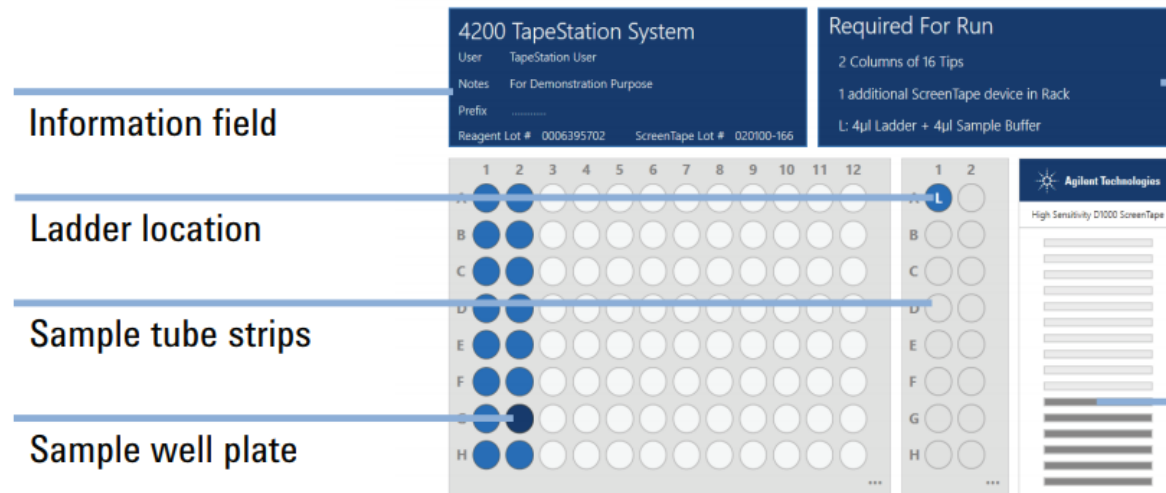 4200 TapeStation System
User TapeStation User
Notes For Demonstration Purpose
Prefix ...........
Reagent Lot # 0006395702 ScreenTape Lot # 020100-166
Required For Run
2 Columns of 16 Tips
1 additional ScreenTape device in Rack
L: 4µl Ladder + 4µl Sample Buffer
Information field
Ladder location
Sample tube strips
Sample well plate
1 2 3 4 5 6 7 8 9 10 11 12
A
B
C
D
E
F
G
H
...
1 2
A L
B
C
D
E
F
G
H
...
Agilent Technologies
High Sensitivity D1000 ScreenTape